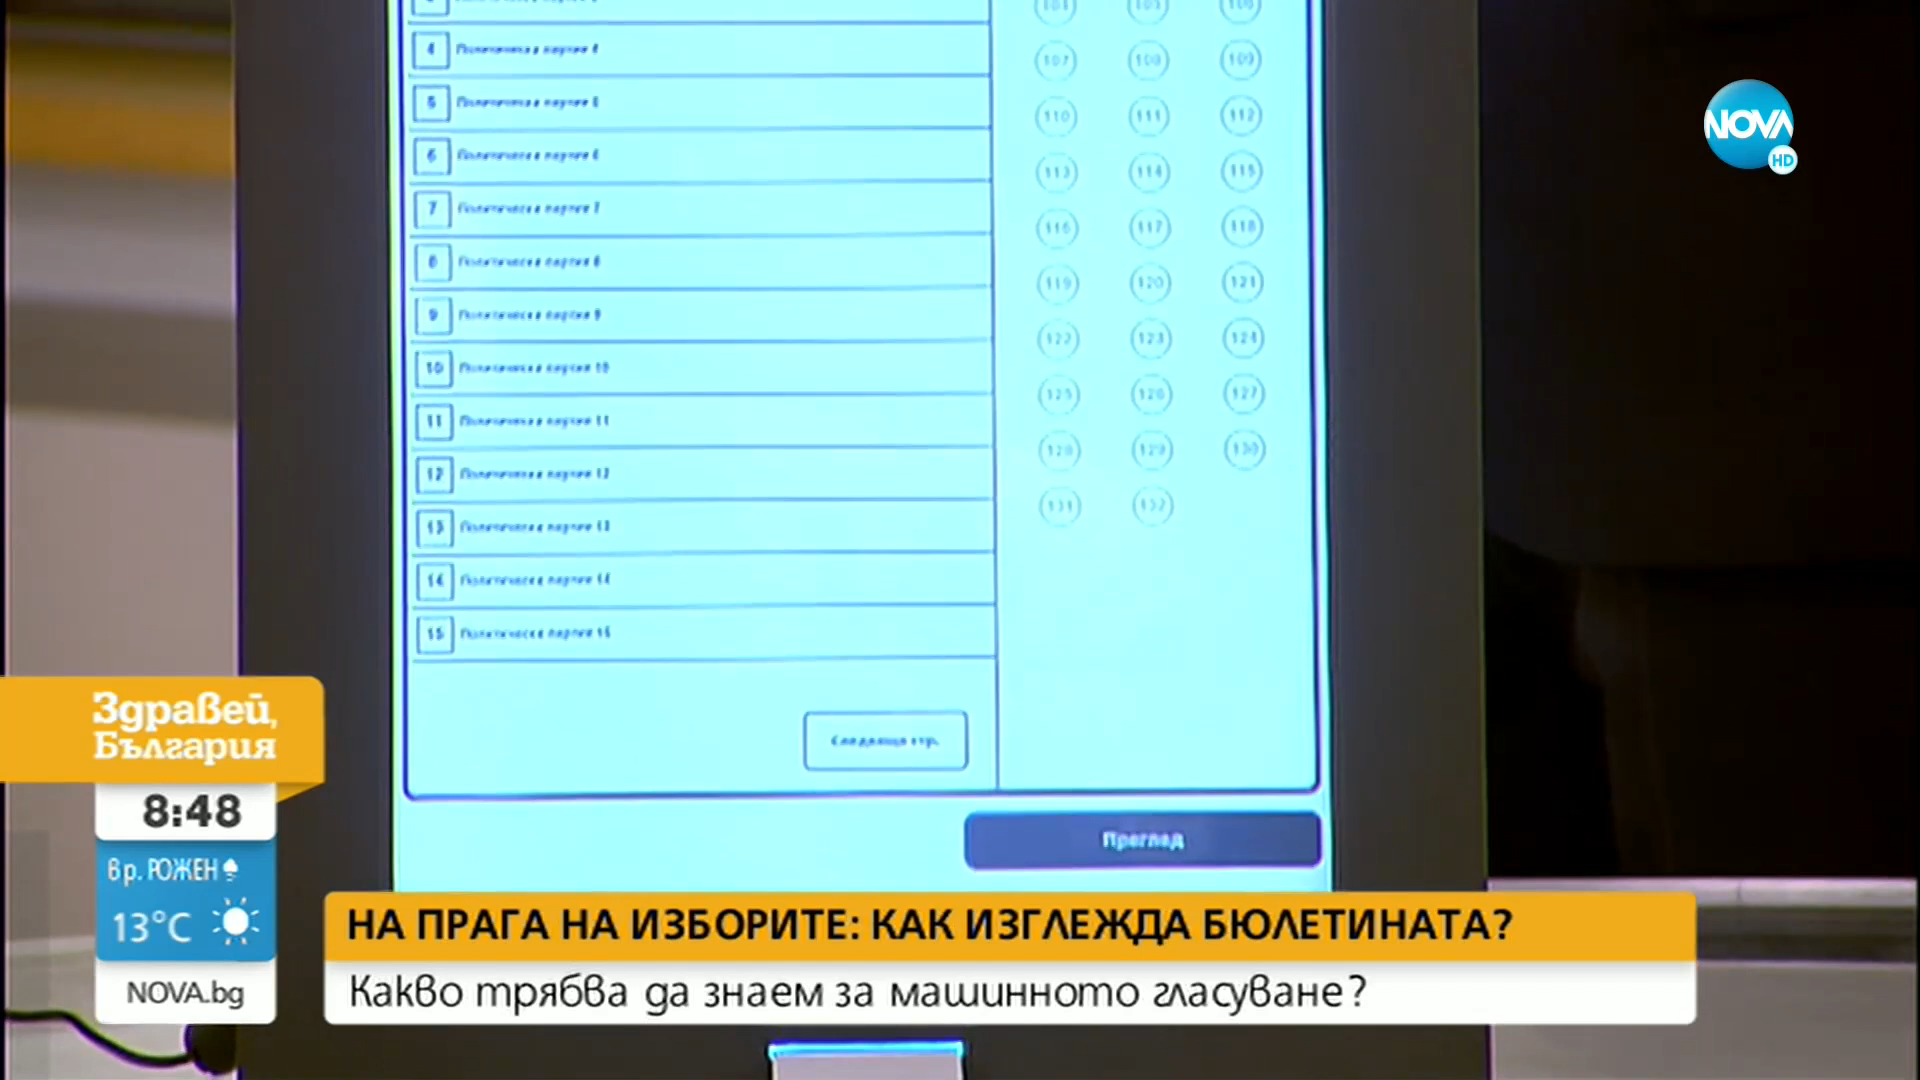 4 Политическа партия 4
5 Политическа партия 5
6 Политическа партия 6
7 Политическа партия 7
8 Политическа партия 8
9 Политическа партия 9
10 Политическа партия 10
11 Политическа партия 11
12 Политическа партия 12
13 Политическа партия 13
14 Политическа партия 14
15 Политическа партия 15
Следваща стр.
104 105 106
107 108 109
110 111 112
113 114 115
116 117 118
119 120 121
122 123 124
125 126 127
128 129 130
131 132
Преглед
NOVA
HD
Здравей,
България
8:48
вр. РОЖЕН
13°C
NOVA.bg
НА ПРАГА НА ИЗБОРИТЕ: КАК ИЗГЛЕЖДА БЮЛЕТИНАТА?
Какво трябва да знаем за машинното гласуване?